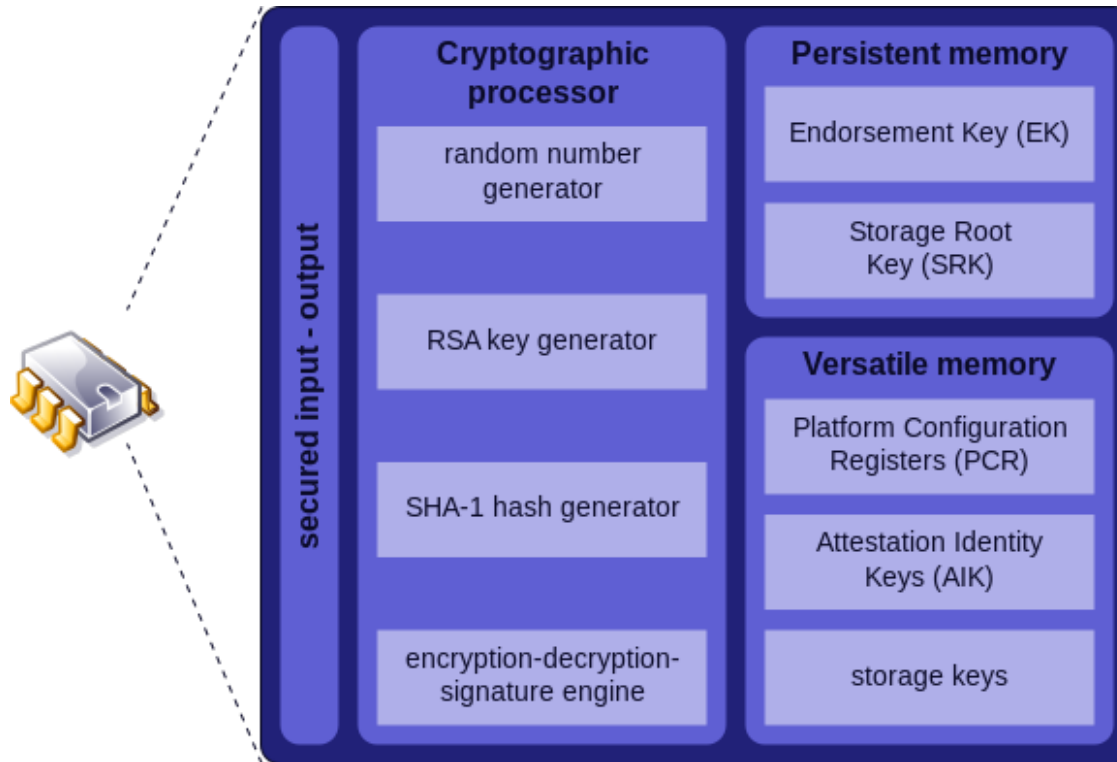 secured input - output
Cryptographic
processor
random number
generator
RSA key generator
SHA-1 hash generator
encryption-decryption-
signature engine
Persistent memory
Endorsement Key (EK)
Storage Root
Key (SRK)
Versatile memory
Platform Configuration
Registers (PCR)
Attestation Identity
Keys (AIK)
storage keys